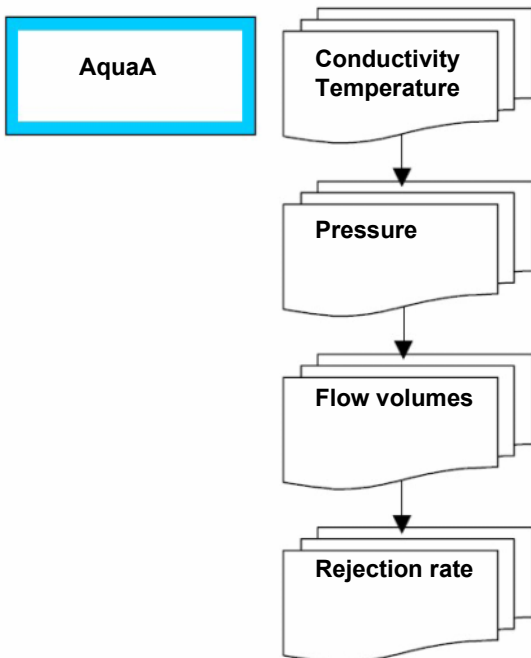 AquaA
Conductivity
Temperature
Pressure
Flow volumes
Rejection rate